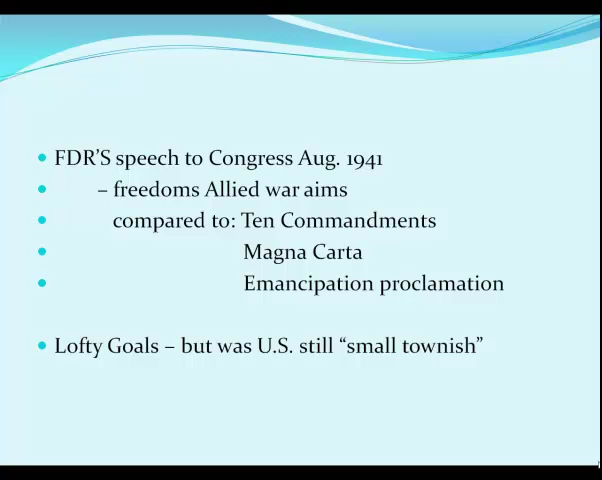 • FDR'S speech to Congress Aug. 1941
• – freedoms Allied war aims
• compared to: Ten Commandments
• Magna Carta
• Emancipation proclamation
• Lofty Goals – but was U.S. still “small townish”